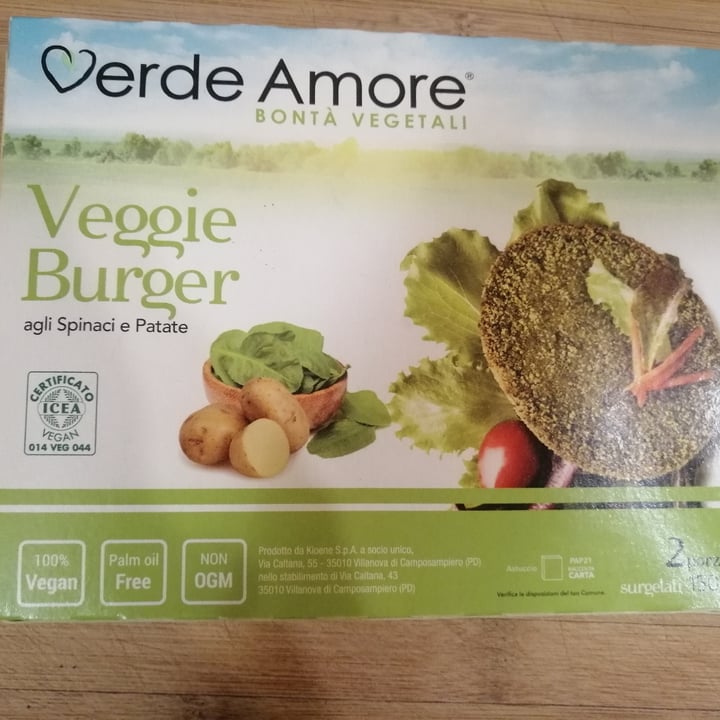 Verde Amore®
BONTÀ VEGETALI
Veggie
Burger
agli Spinaci e Patate
CERTIFICATO
ICEA
VEGAN
014 VEG 044
100%
Vegan
Palm oil
Free
NON
OGM
Prodotto da Kioene S.p.A. a socio unico,
Via Caltana, 55 - 35010 Villanova di Camposampiero (PD)
nello stabilimento di Via Caltana, 43
35010 Villanova di Camposampiero (PD)
Astuccio
PAP21
RACCOLTA
CARTA
Verifica le disposizioni del tuo Comune.
2
surgelati